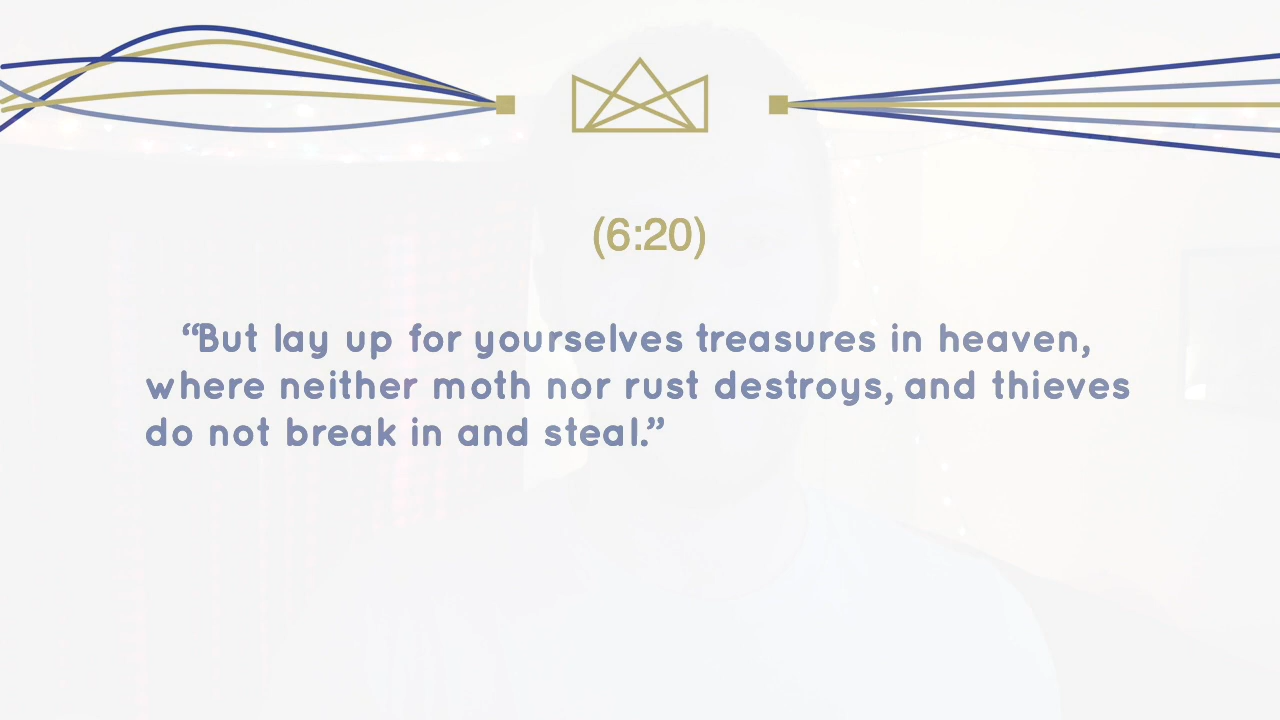 (6:20)
“But lay up for yourselves treasures in heaven,
where neither moth nor rust destroys, and thieves
do not break in and steal.”